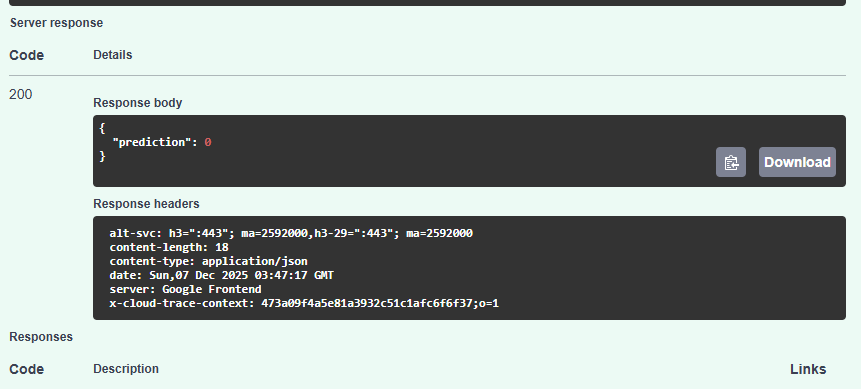 Server response
Code Details
200
Response body
{
"prediction": 0
}
Download
Response headers
alt-svc: h3=":443"; ma=2592000,h3-29=":443"; ma=2592000
content-length: 18
content-type: application/json
date: Sun,07 Dec 2025 03:47:17 GMT
server: Google Frontend
x-cloud-trace-context: 473a09f4a5e81a3932c51c1afc6f6f37;o=1
Responses
Code Description Links